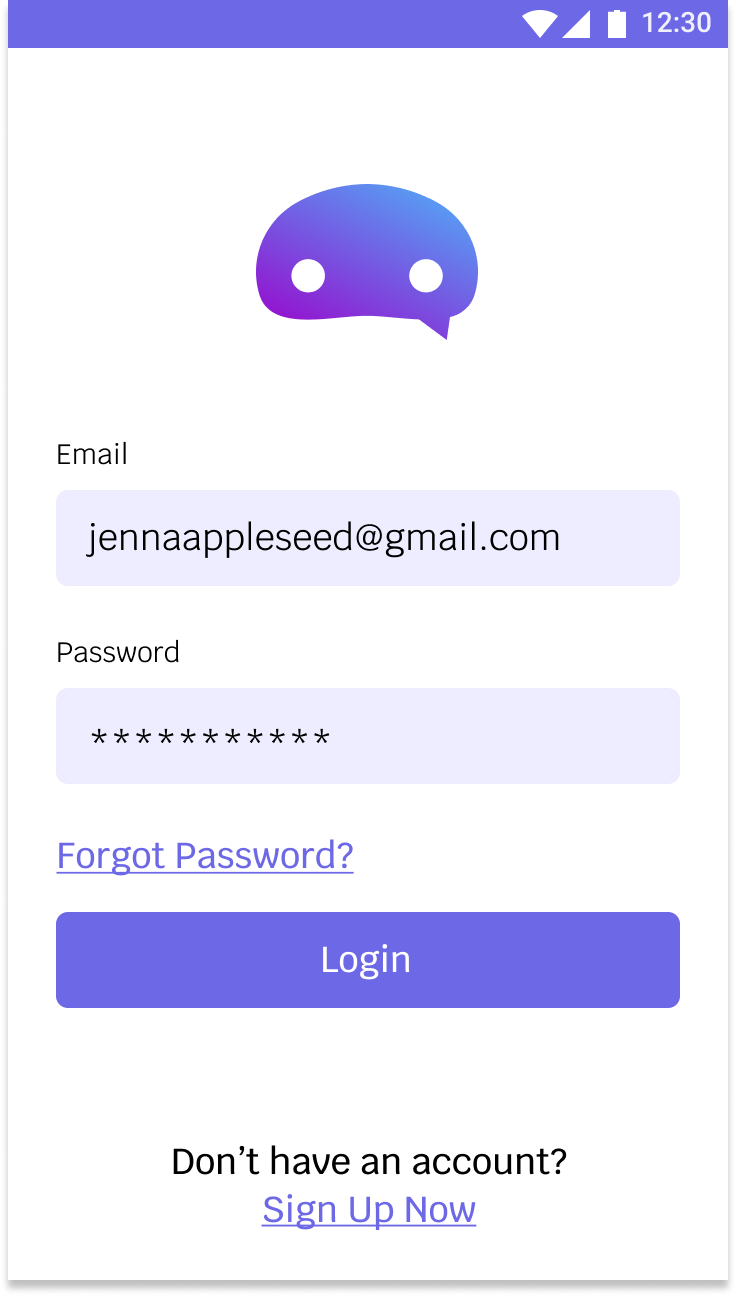 12:30
Email
jennaappleseed@gmail.com
Password
***********
Forgot Password?
Login
Don’t have an account?
Sign Up Now